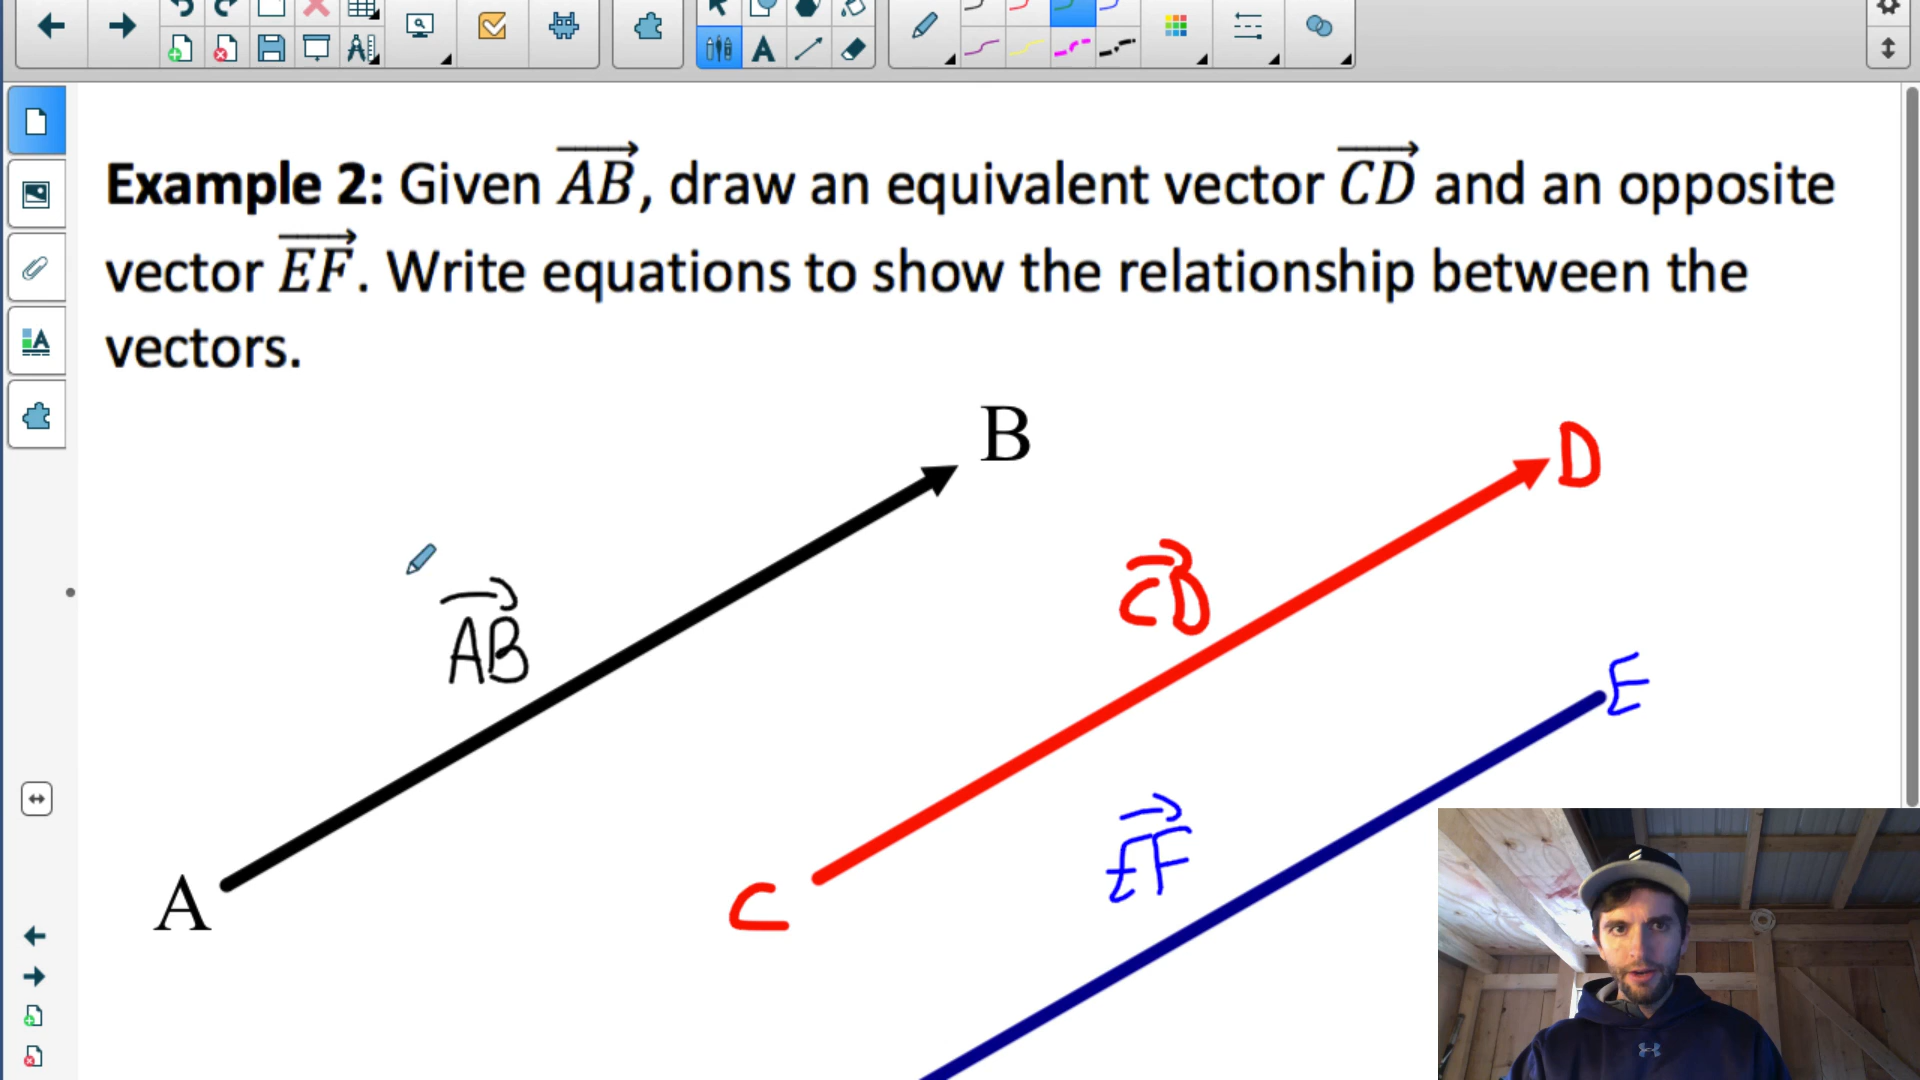 Example 2: Given AB, draw an equivalent vector CD and an opposite
vector EF. Write equations to show the relationship between the
vectors.
B
D
CD
AB
E
EF
A
C